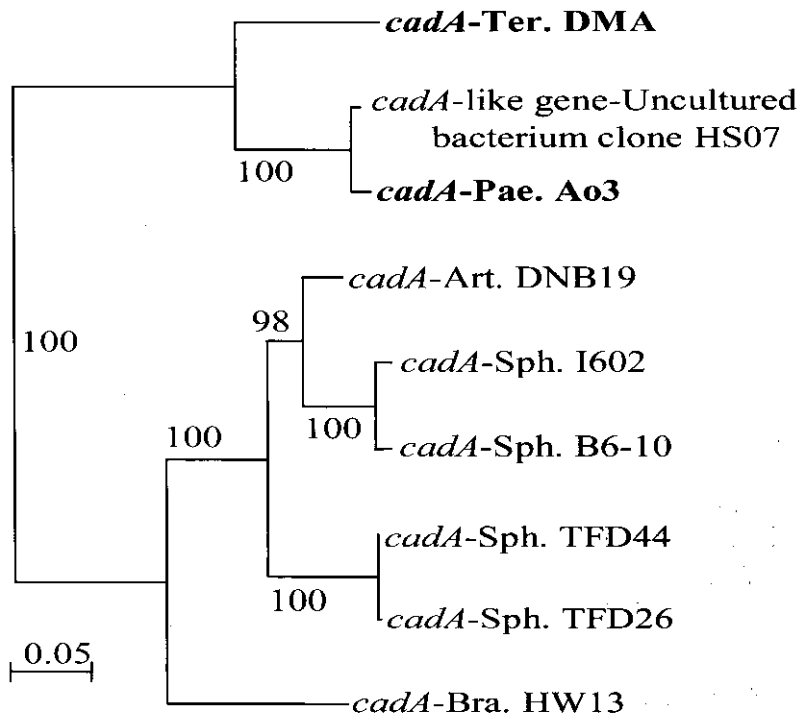 cadA-Ter. DMA
cadA-like gene-Uncultured
bacterium clone HS07
100
cadA-Pae. Ao3
cadA-Art. DNB19
98
100
cadA-Sph. I602
100
100
cadA-Sph. B6-10
cadA-Sph. TFD44
100
cadA-Sph. TFD26
0.05
cadA-Bra. HW13